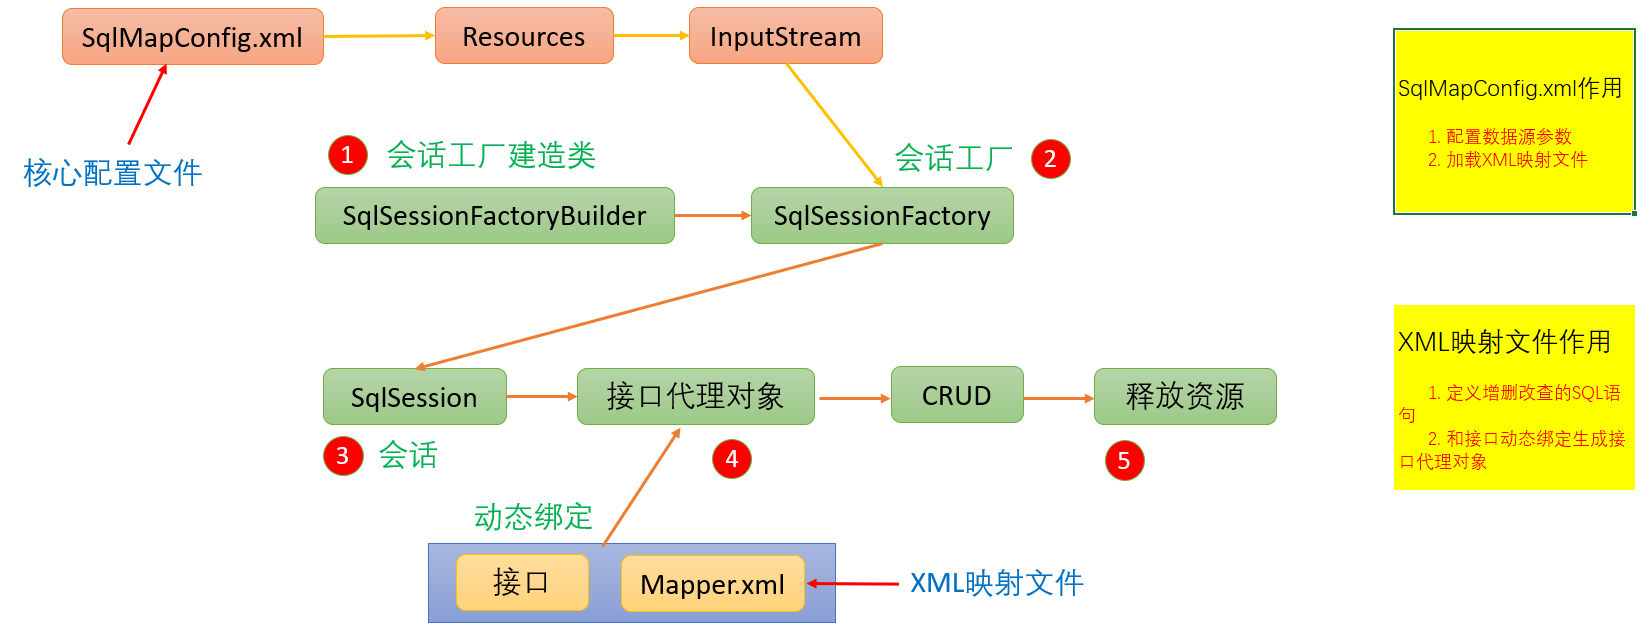 SqlMapConfig.xml
Resources
InputStream
SqlMapConfig.xml作用
1. 配置数据源参数
2. 加载XML映射文件
核心配置文件
1
会话工厂建造类
会话工厂
2
SqlSessionFactoryBuilder
SqlSessionFactory
XML映射文件作用
1. 定义增删改查的SQL语
句
2. 和接口动态绑定生成接
口代理对象
SqlSession
接口代理对象
CRUD
释放资源
3
会话
4
5
动态绑定
接口
Mapper.xml
XML映射文件